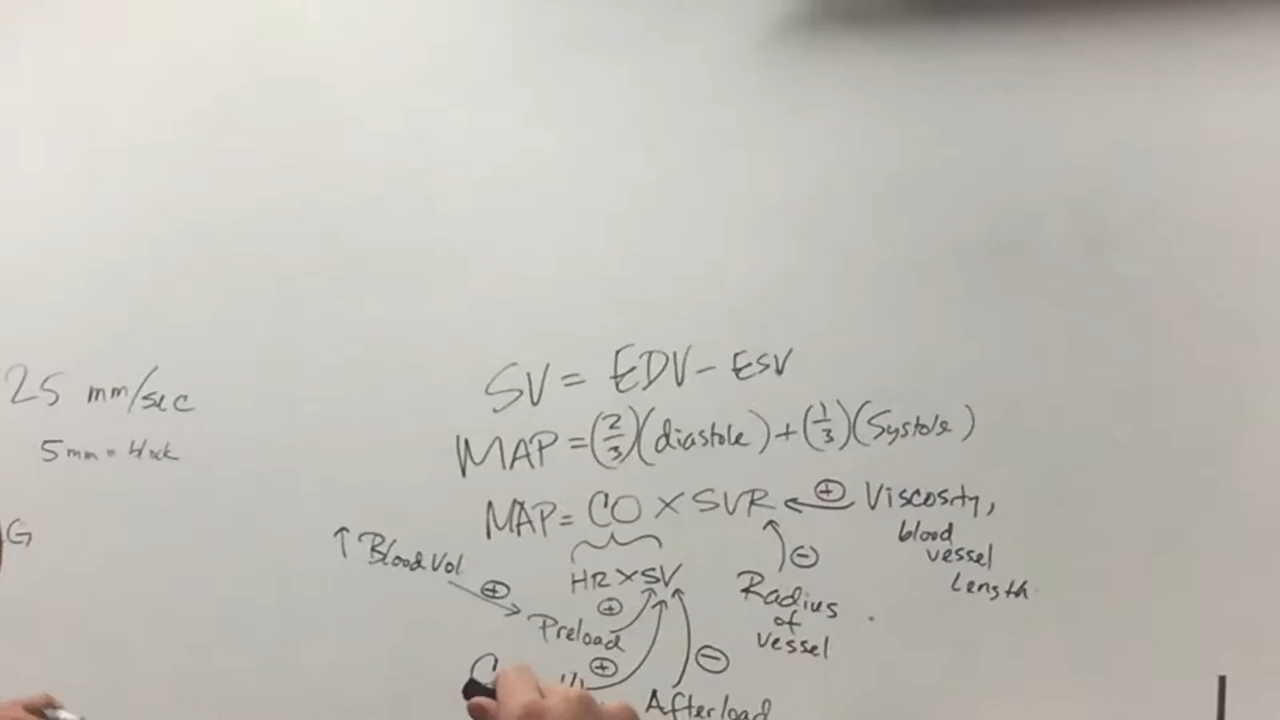 25 mm/sec
5mm = block
G
SV = EDV - ESV
MAP = (2/3)(diastole) + (1/3)(Systole)
MAP = CO X SVR ← ⊕ Viscosity,
blood
vessel
Length
↑ Blood Vol
⊕
HR X SV
⊖
Radius
of
vessel
⊕
Preload
⊕
⊖
Afterload